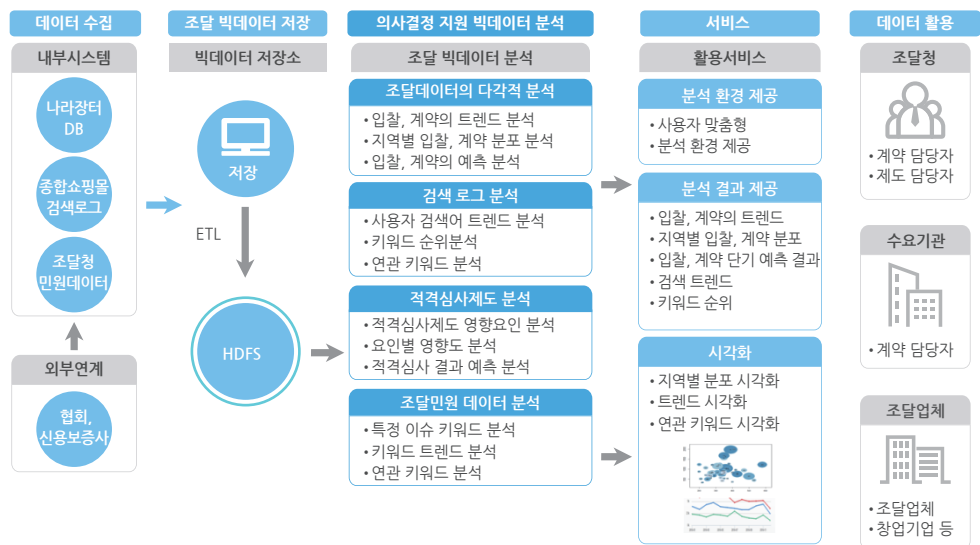 데이터 수집
내부시스템
나라장터
DB
종합쇼핑몰
검색로그
조달청
민원데이터
외부연계
협회,
신용보증사
조달 빅데이터 저장
빅데이터 저장소
저장
ETL
HDFS
의사결정 지원 빅데이터 분석
조달 빅데이터 분석
조달데이터의 다각적 분석
• 입찰, 계약의 트렌드 분석
• 지역별 입찰, 계약 분포 분석
• 입찰, 계약의 예측 분석
검색 로그 분석
• 사용자 검색어 트렌드 분석
• 키워드 순위분석
• 연관 키워드 분석
적격심사제도 분석
• 적격심사제도 영향요인 분석
• 요인별 영향도 분석
• 적격심사 결과 예측 분석
조달민원 데이터 분석
• 특정 이슈 키워드 분석
• 키워드 트렌드 분석
• 연관 키워드 분석
서비스
활용서비스
분석 환경 제공
• 사용자 맞춤형
• 분석 환경 제공
분석 결과 제공
• 입찰, 계약의 트렌드
• 지역별 입찰, 계약 분포
• 입찰, 계약 단기 예측 결과
• 검색 트렌드
• 키워드 순위
시각화
• 지역별 분포 시각화
• 트렌드 시각화
• 연관 키워드 시각화
데이터 활용
조달청
• 계약 담당자
• 제도 담당자
수요기관
• 계약 담당자
조달업체
• 조달업체
• 창업기업 등